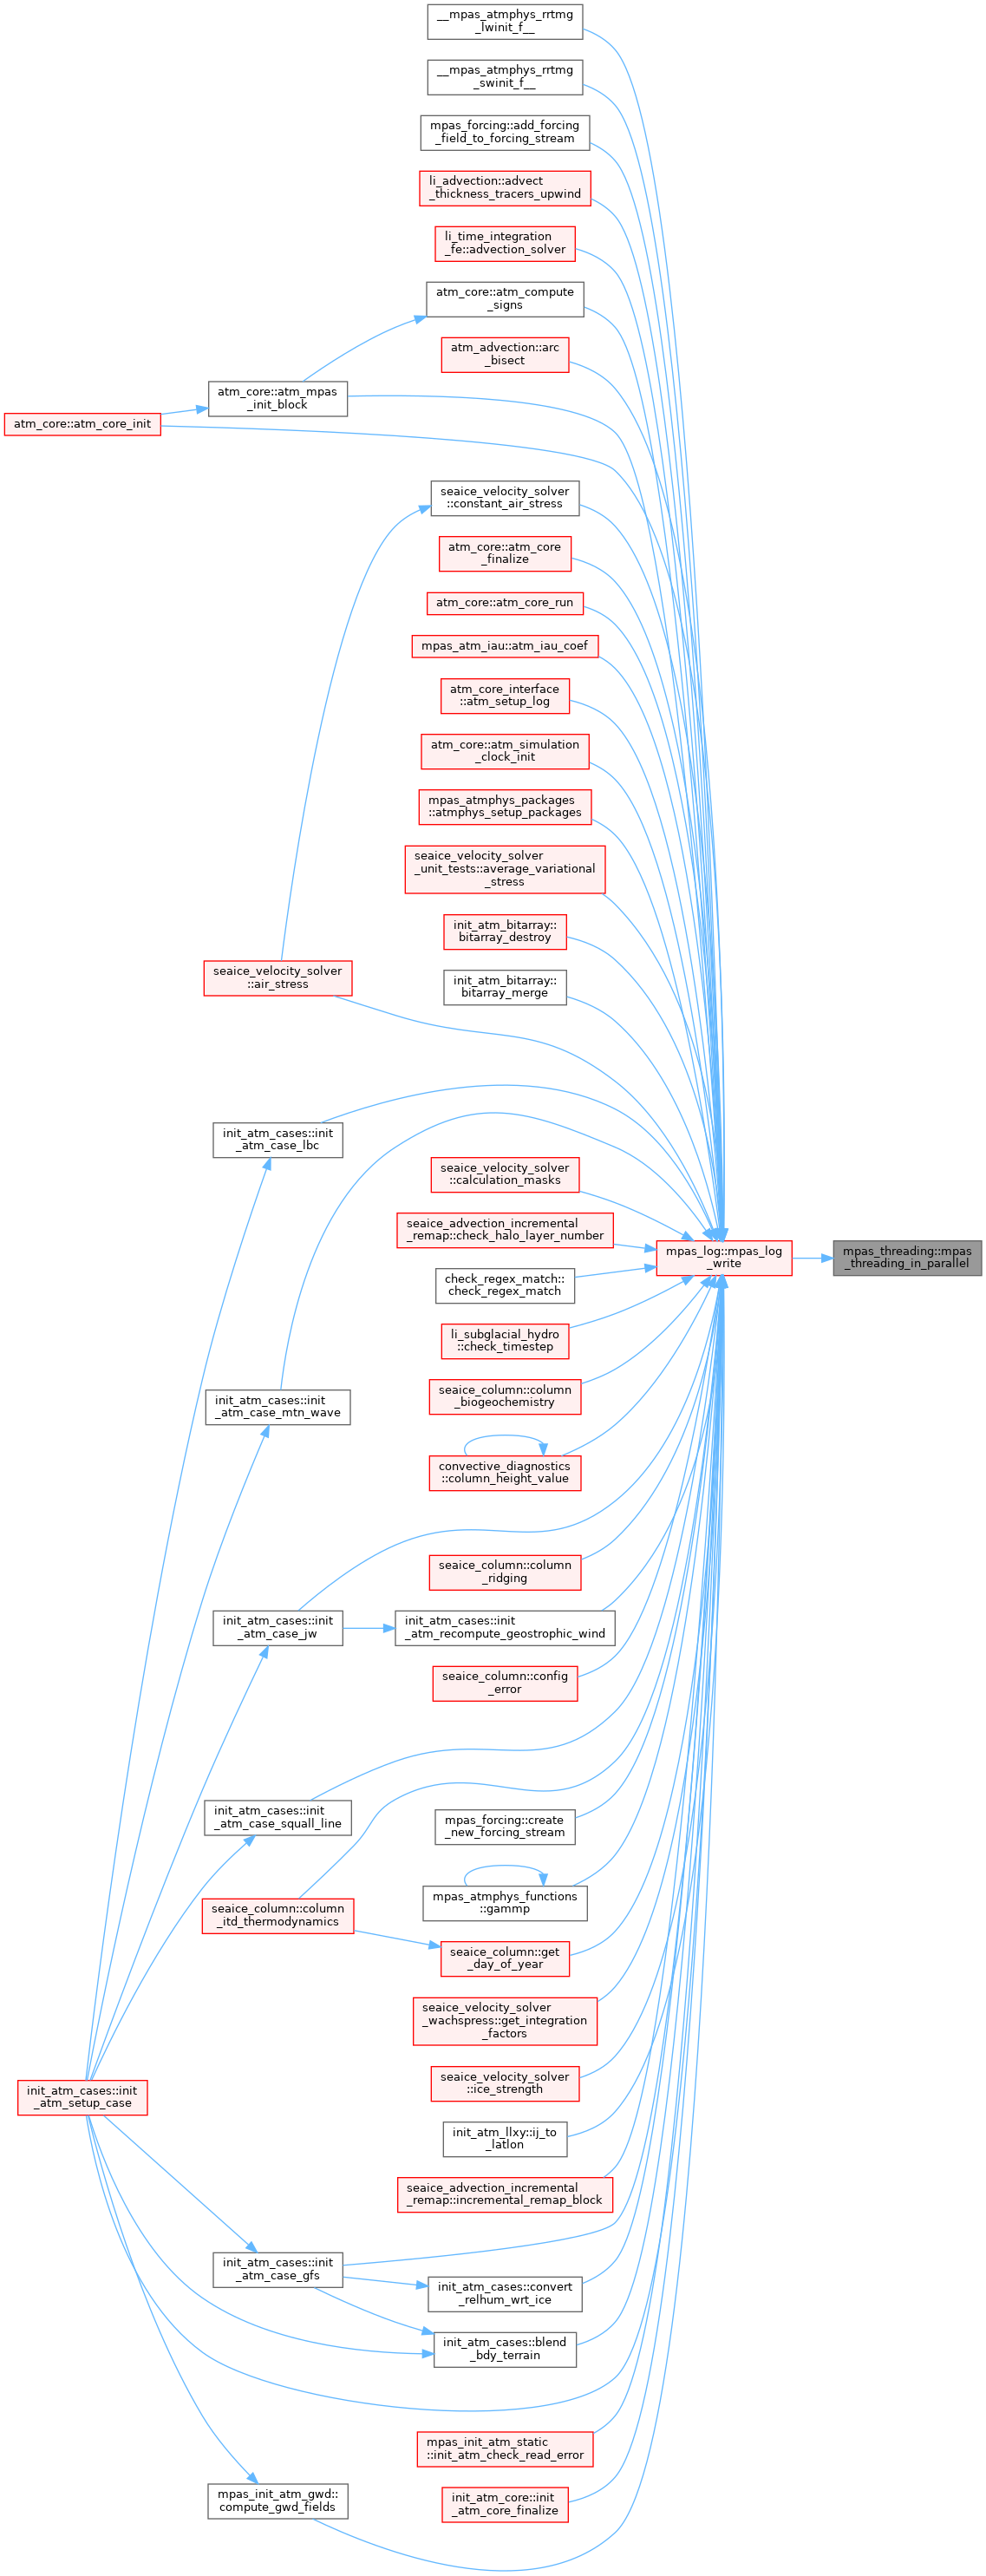 __mpas_atmphys_rrtmg
_lwinit_f__
__mpas_atmphys_rrtmg
_swinit_f__
mpas_forcing::add_forcing
_field_to_forcing_stream
li_advection::advect
_thickness_tracers_upwind
li_time_integration
_fe::advection_solver
atm_core::atm_compute
_signs
atm_advection::arc
_bisect
atm_core::atm_mpas
_init_block
atm_core::atm_core_init
seaice_velocity_solver
::constant_air_stress
atm_core::atm_core
_finalize
atm_core::atm_core_run
mpas_atm_iau::atm_iau_coef
atm_core_interface
::atm_setup_log
atm_core::atm_simulation
_clock_init
mpas_atmphys_packages
::atmphys_setup_packages
seaice_velocity_solver
_unit_tests::average_variational
_stress
init_atm_bitarray::
bitarray_destroy
seaice_velocity_solver
::air_stress
init_atm_bitarray::
bitarray_merge
init_atm_cases::init
_atm_case_lbc
seaice_velocity_solver
::calculation_masks
seaice_advection_incremental
_remap::check_halo_layer_number
mpas_log::mpas_log
_write
mpas_threading::mpas
_threading_in_parallel
check_regex_match::
check_regex_match
li_subglacial_hydro
::check_timestep
init_atm_cases::init
_atm_case_mtn_wave
seaice_column::column
_biogeochemistry
convective_diagnostics
::column_height_value
seaice_column::column
_ridging
init_atm_cases::init
_atm_case_jw
init_atm_cases::init
_atm_recompute_geostrophic_wind
seaice_column::config
_error
init_atm_cases::init
_atm_case_squall_line
mpas_forcing::create
_new_forcing_stream
mpas_atmphys_functions
::gammp
seaice_column::column
_itd_thermodynamics
seaice_column::get
_day_of_year
seaice_velocity_solver
_wachspress::get_integration
_factors
seaice_velocity_solver
::ice_strength
init_atm_cases::init
_atm_setup_case
init_atm_llxy::ij_to
_latlon
seaice_advection_incremental
_remap::incremental_remap_block
init_atm_cases::init
_atm_case_gfs
init_atm_cases::convert
_relhum_wrt_ice
init_atm_cases::blend
_bdy_terrain
mpas_init_atm_static
::init_atm_check_read_error
mpas_init_atm_gwd::
compute_gwd_fields
init_atm_core::init
_atm_core_finalize